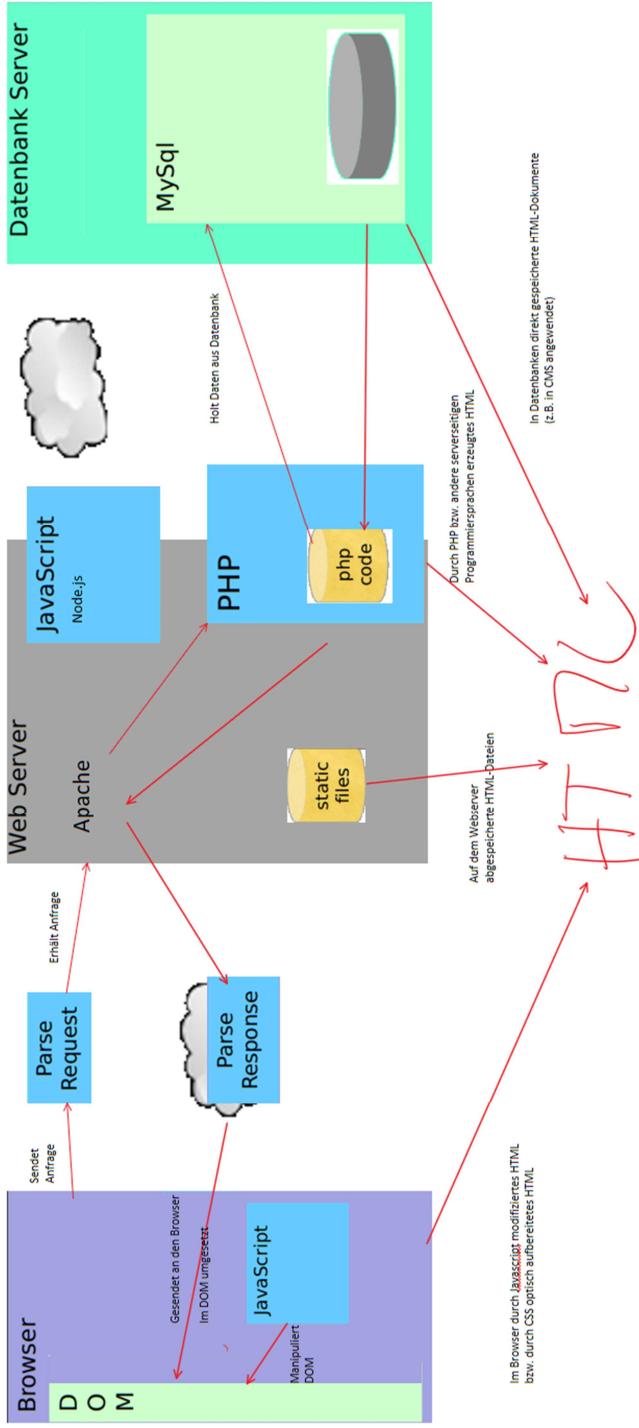 Browser
D
O
M
Gesendet an den Browser
Im DOM umgesetzt
JavaScript
Manipuliert
DOM
Sendet
Anfrage
Parse
Request
Erhält Anfrage
Parse
Response
Web Server
Apache
JavaScript
Node.js
PHP
php
code
static
files
Holt Daten aus Datenbank
Datenbank Server
MySql
Im Browser durch Javascript modifiziertes HTML
bzw. durch CSS optisch aufbereitetes HTML
Auf dem Webserver
abgespeicherte HTML-Dateien
Durch PHP bzw. andere serverseitigen
Programmiersprachen erzeugtes HTML
In Datenbanken direkt gespeicherte HTML-Dokumente
(z.B. in CMS angewendet)
HTML